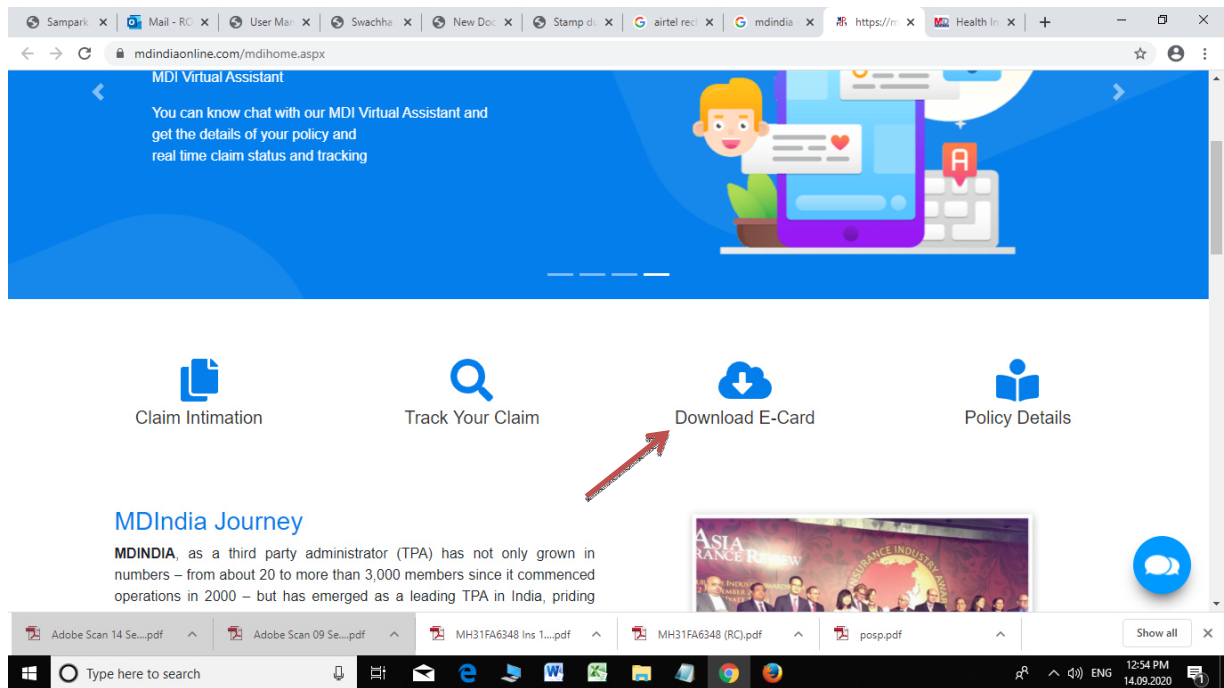 Sampark
Mail - RO
User Man
Swachha
New Doc
Stamp du
airtel rech
mdindia
https://m
Health In
mdindiaonline.com/mdihome.aspx
MDI Virtual Assistant
You can know chat with our MDI Virtual Assistant and
get the details of your policy and
real time claim status and tracking
A
Claim Intimation
Track Your Claim
Download E-Card
Policy Details
MDIndia Journey
MDINDIA, as a third party administrator (TPA) has not only grown in
numbers – from about 20 to more than 3,000 members since it commenced
operations in 2000 – but has emerged as a leading TPA in India, priding
ASIA
INSURANCE REVIEW
Adobe Scan 14 Se....pdf
Adobe Scan 09 Se....pdf
MH31FA6348 Ins 1....pdf
MH31FA6348 (RC).pdf
posp.pdf
Show all
Type here to search
ENG
12:54 PM
14.09.2020